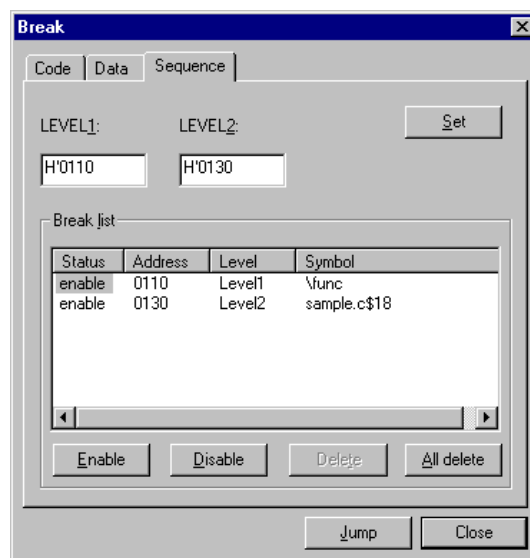 Break
Code Data Sequence
LEVEL1: LEVEL2: Set
H'0110 H'0130
Break list
Status Address Level Symbol
enable 0110 Level1 \func
enable 0130 Level2 sample.c$18
Enable Disable Delete All delete
Jump Close